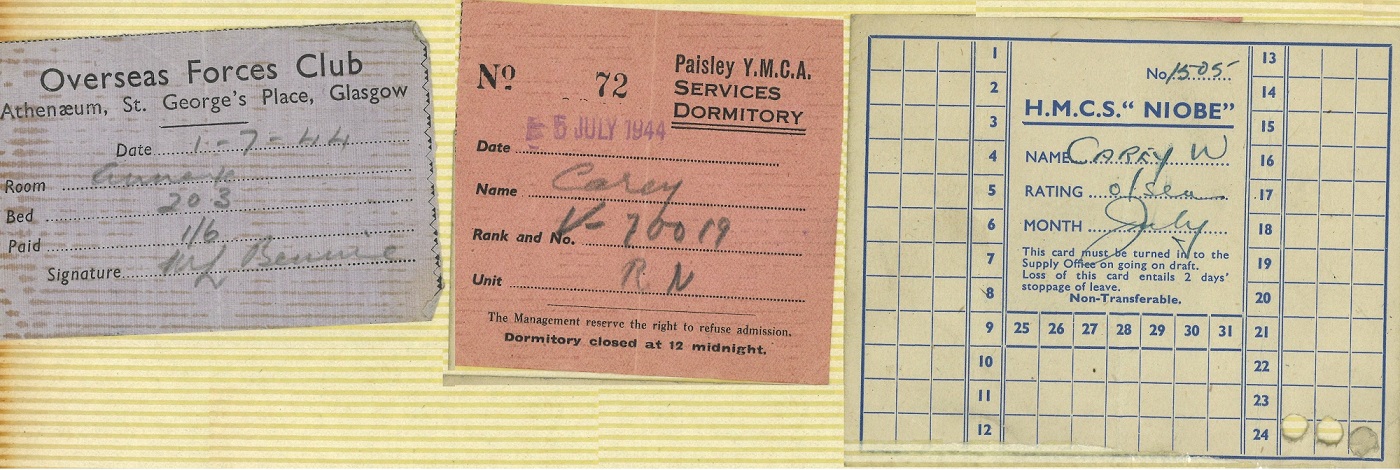 Overseas Forces Club
Athenæum, St. George's Place, Glasgow
Date 1-7-44
Room Annex
Bed 203
Paid 1/6
Signature
No 72
Paisley Y.M.C.A.
SERVICES
DORMITORY
5 JULY 1944
Date
Name Carey
Rank and No. V-70019
Unit R N
The Management reserve the right to refuse admission.
Dormitory closed at 12 midnight.
No 1505
H.M.C.S. "NIOBE"
NAME CAREY W
RATING o/sea
MONTH July
This card must be turned in to the
Supply Office on going on draft.
Loss of this card entails 2 days'
stoppage of leave.
Non-Transferable.
1
2
3
4
5
6
7
8
9
10
11
12
25 26 27 28 29 30 31
13
14
15
16
17
18
19
20
21
22
23
24